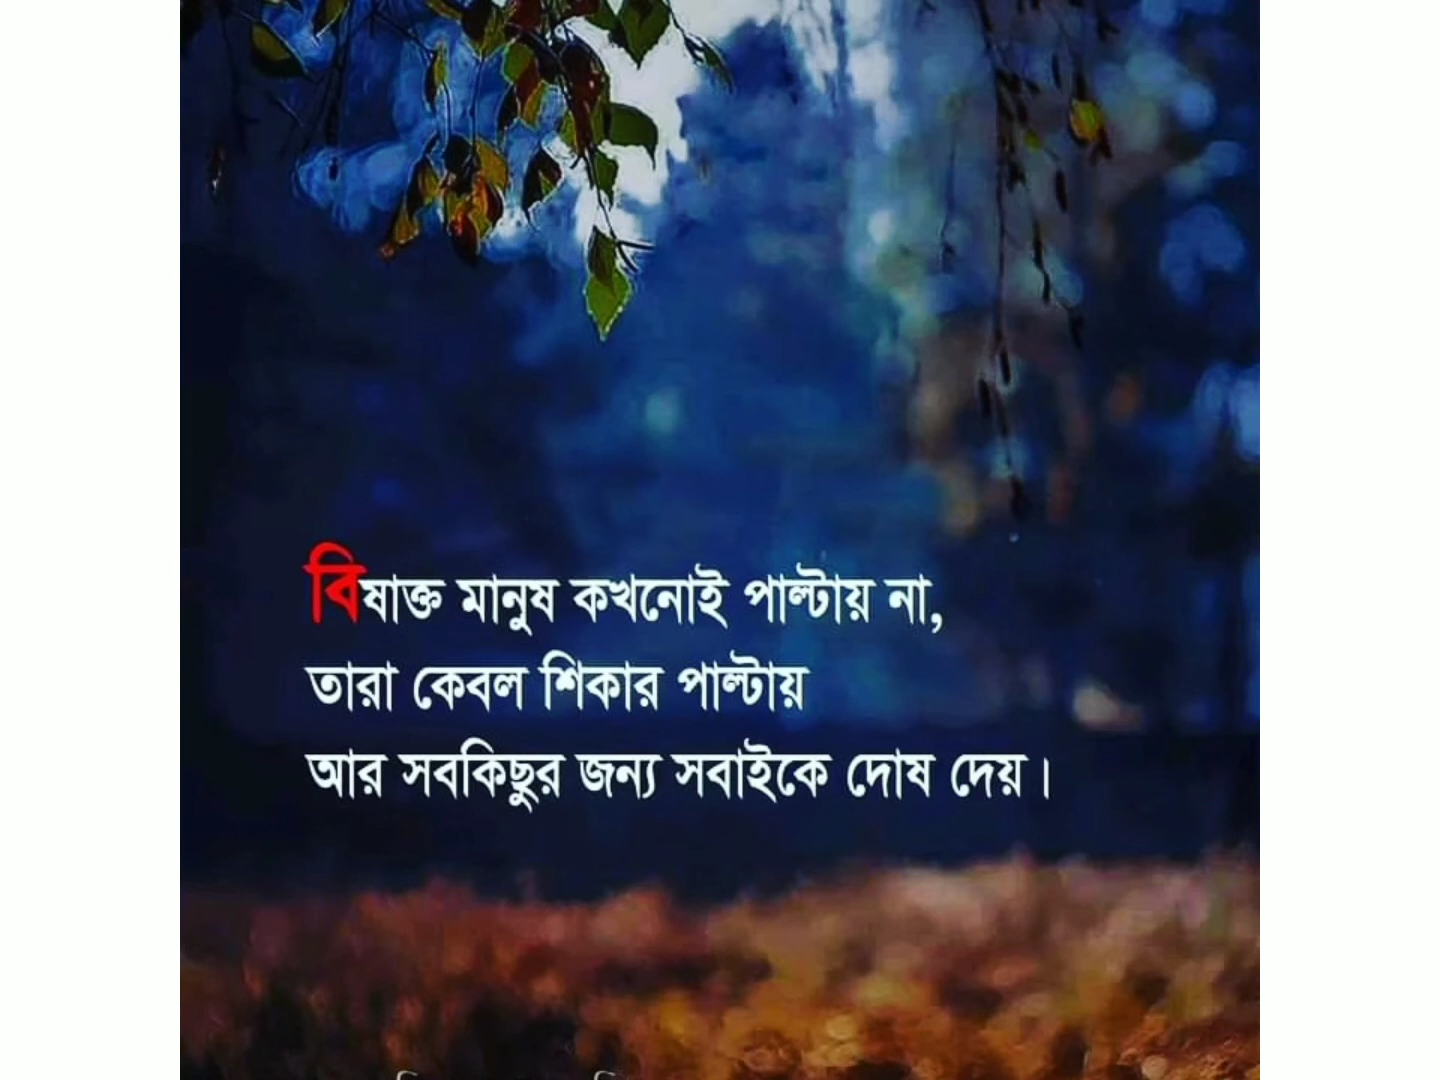 বিষাক্ত মানুষ কখনোই পাল্টায় না,
তারা কেবল শিকার পাল্টায়
আর সবকিছুর জন্য সবাইকে দোষ দেয়।